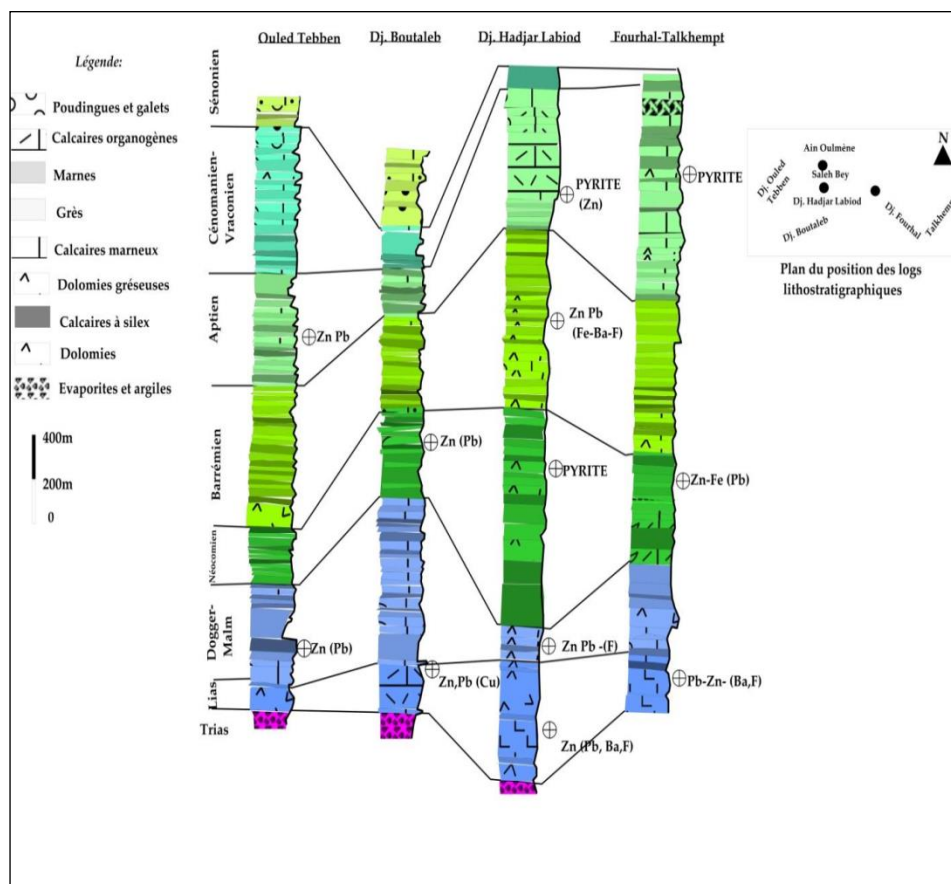 Ouled Tebben
Dj. Boutaleb
Dj. Hadjar Labiod
Fourhal-Talkhempt
Légende:
Poudingues et galets
Calcaires organogènes
Marnes
Grès
Calcaires marneux
Dolomies gréseuses
Calcaires à silex
Dolomies
Evaporites et argiles
400m
200m
0
Sénonien
Cénomanien-
Vraconien
Aptien
Barrémien
Néocomien
Dogger-
Malm
Lias
Trias
Zn Pb
Zn (Pb)
Zn (Pb)
Zn,Pb (Cu)
PYRITE
(Zn)
Zn Pb
(Fe-Ba-F)
PYRITE
Zn Pb -(F)
Zn (Pb, Ba,F)
PYRITE
Zn-Fe (Pb)
Pb-Zn- (Ba,F)
N
Ain Oulmène
Dj. Ouled
Tebben
Saleh Bey
Dj. Hadjar Labiod
Dj. Boutaleb
Dj. Fourhal
Plan du position des logs
lithostratigraphiques